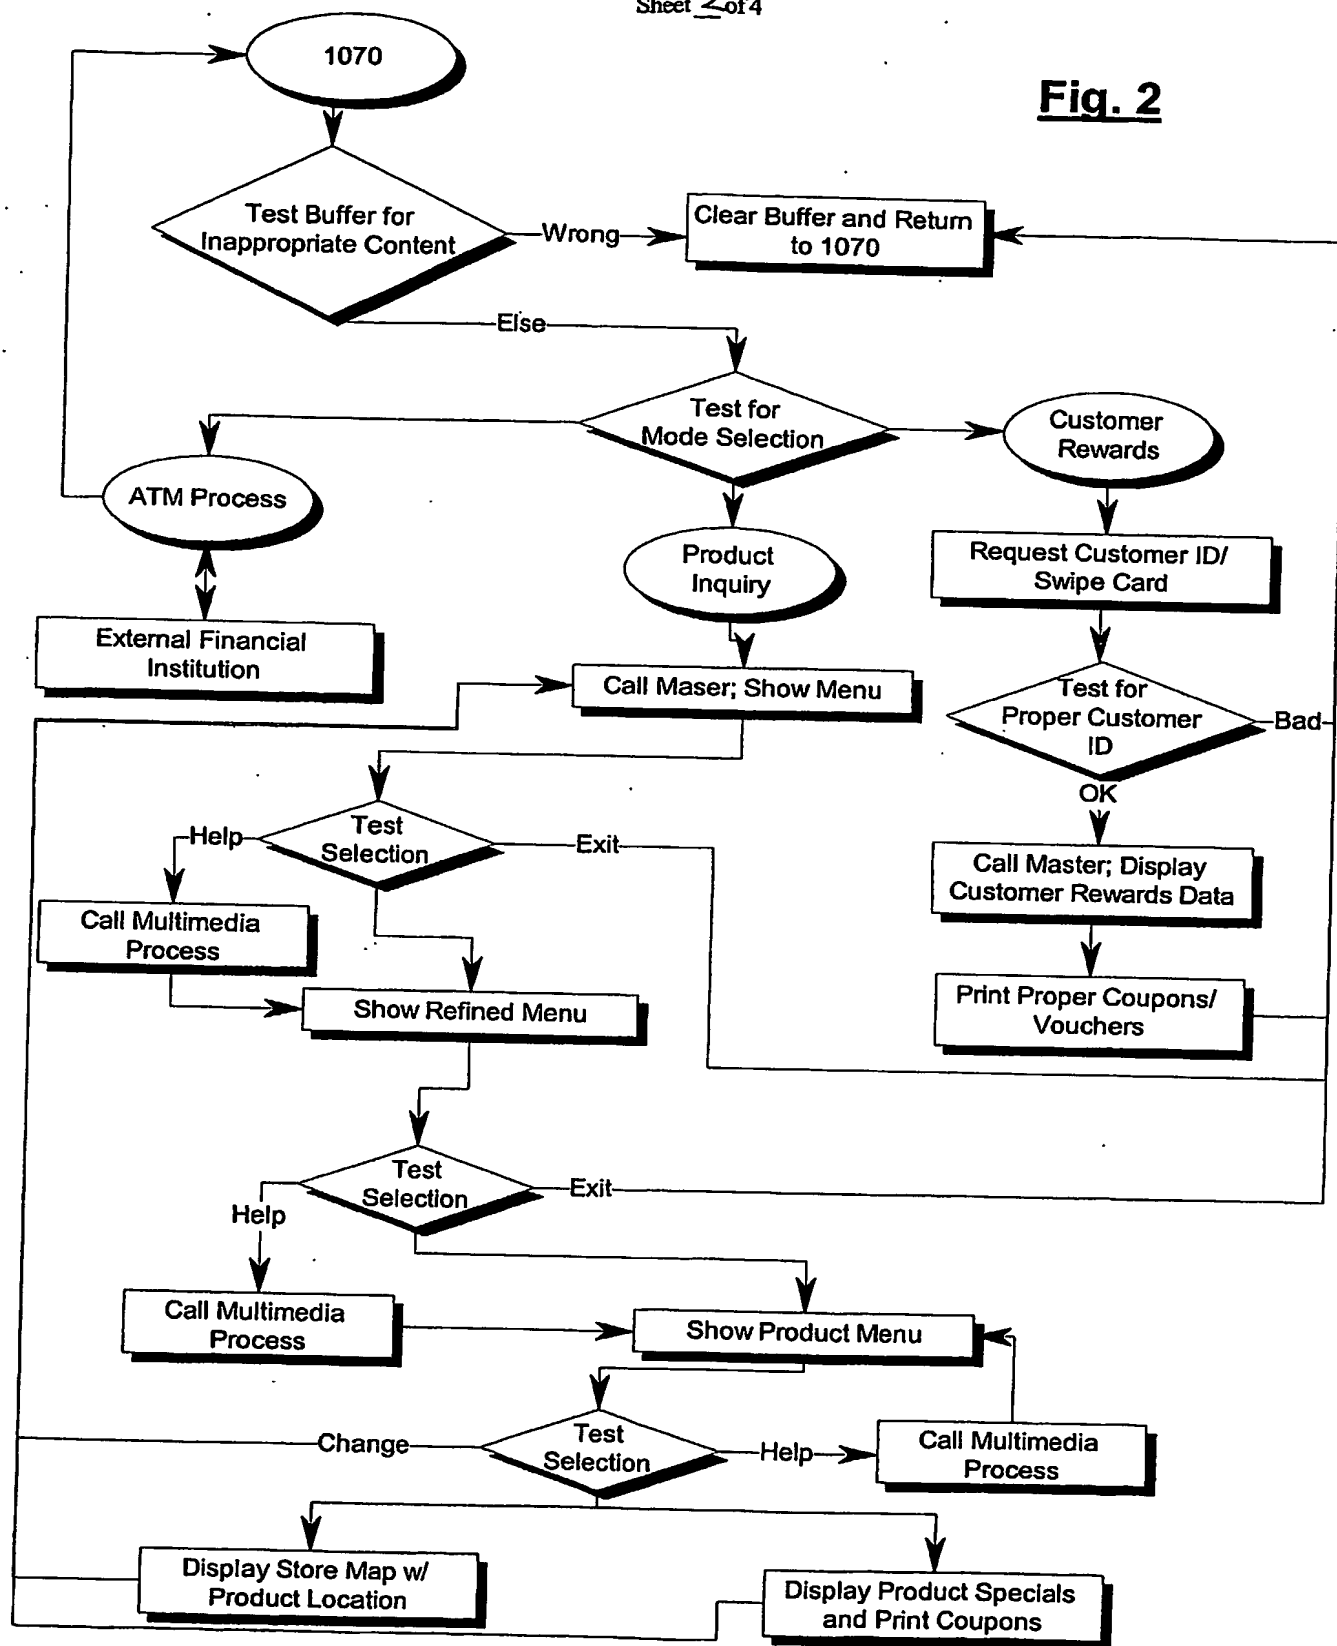 Sheet 2 of 4
1070
Fig. 2
Test Buffer for
Inappropriate Content
Wrong
Clear Buffer and Return
to 1070
Else
Test for
Mode Selection
Customer
Rewards
ATM Process
Product
Inquiry
Request Customer ID/
Swipe Card
External Financial
Institution
Call Maser; Show Menu
Test for
Proper Customer
ID
Bad
OK
Test
Selection
Help
Exit
Call Master; Display
Customer Rewards Data
Call Multimedia
Process
Show Refined Menu
Print Proper Coupons/
Vouchers
Test
Selection
Exit
Help
Call Multimedia
Process
Show Product Menu
Change
Test
Selection
Help
Call Multimedia
Process
Display Store Map w/
Product Location
Display Product Specials
and Print Coupons